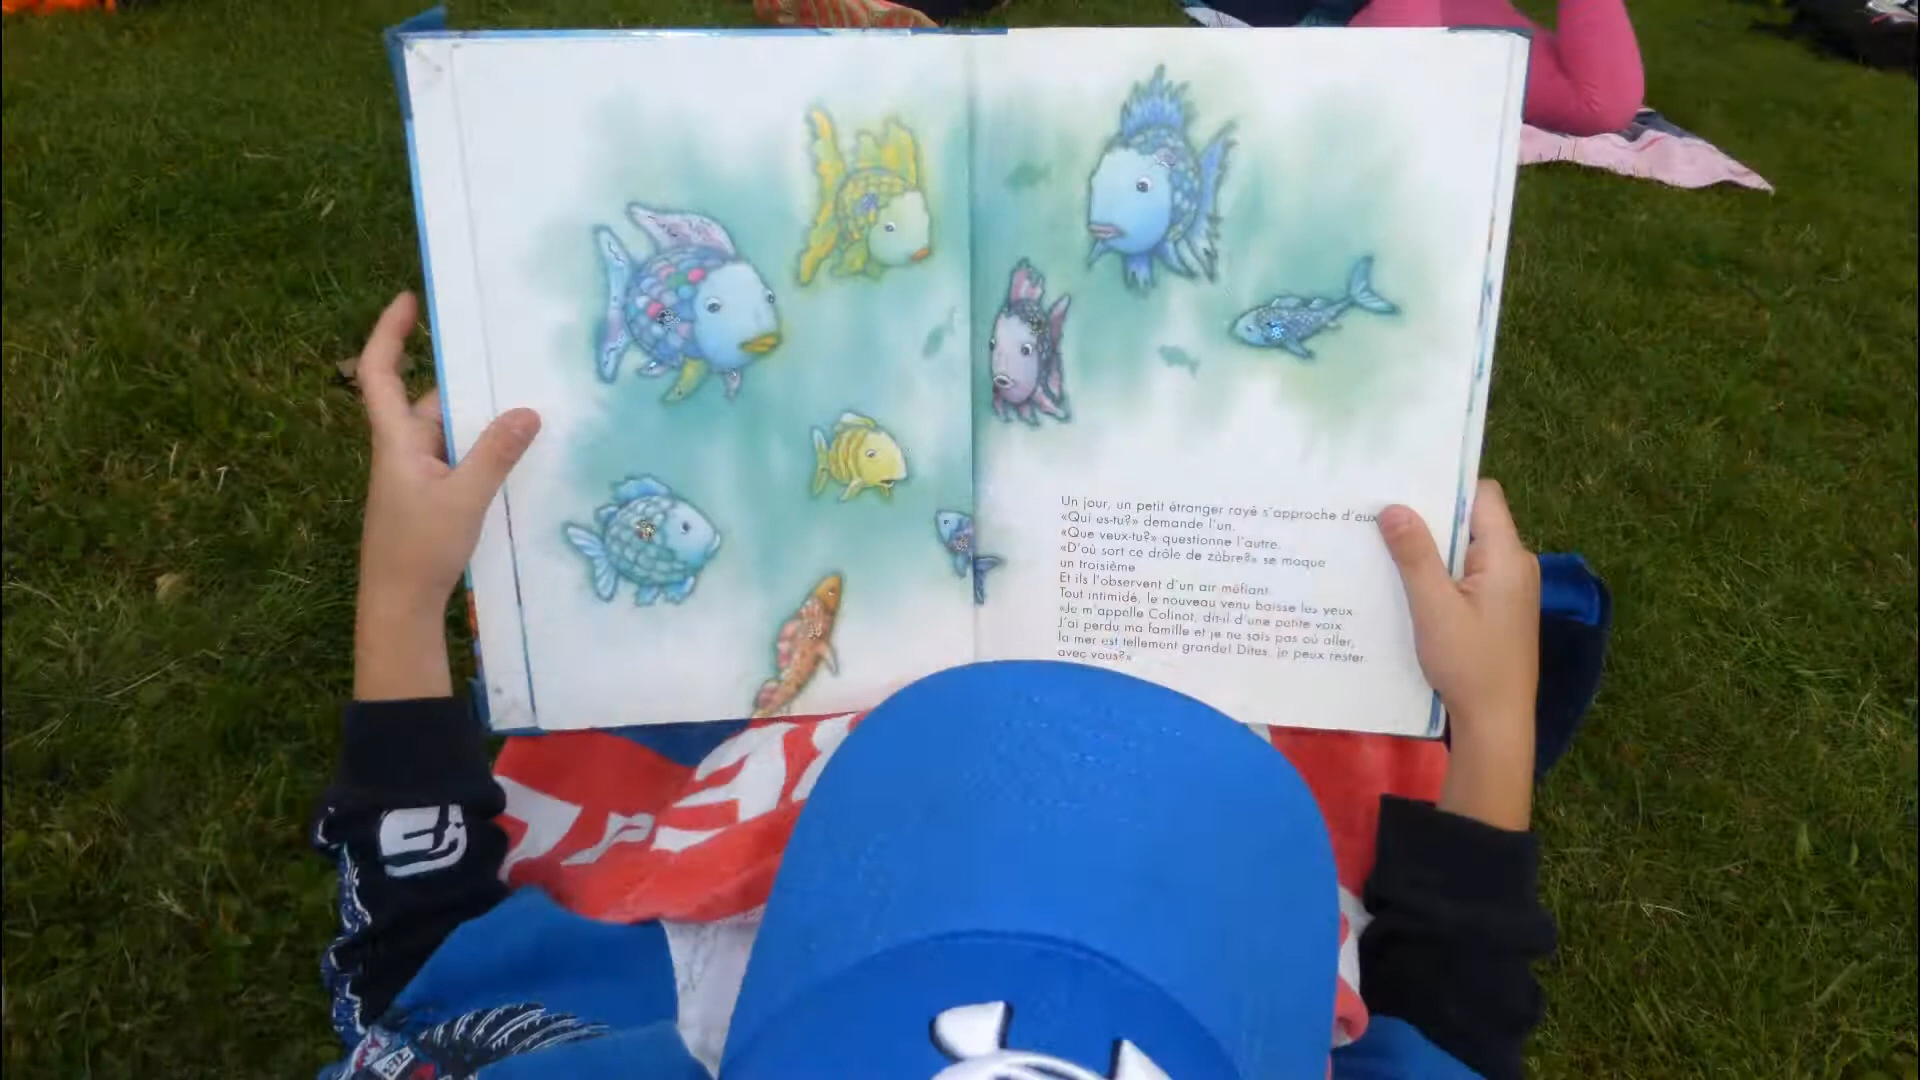 Un jour, un petit étranger rayé s'approche d'eux
«Qui es-tu?» demande l'un.
«Que veux-tu?» questionne l'autre.
«D'où sort ce drôle de zèbre?» se moque
un troisième
Et ils l'observent d'un air méfiant.
Tout intimidé, le nouveau venu baisse les yeux.
«Je m'appelle Colinot, dit-il d'une petite voix.
J'ai perdu ma famille et je ne sais pas où aller,
la mer est tellement grande! Dites, je peux rester
avec vous?»